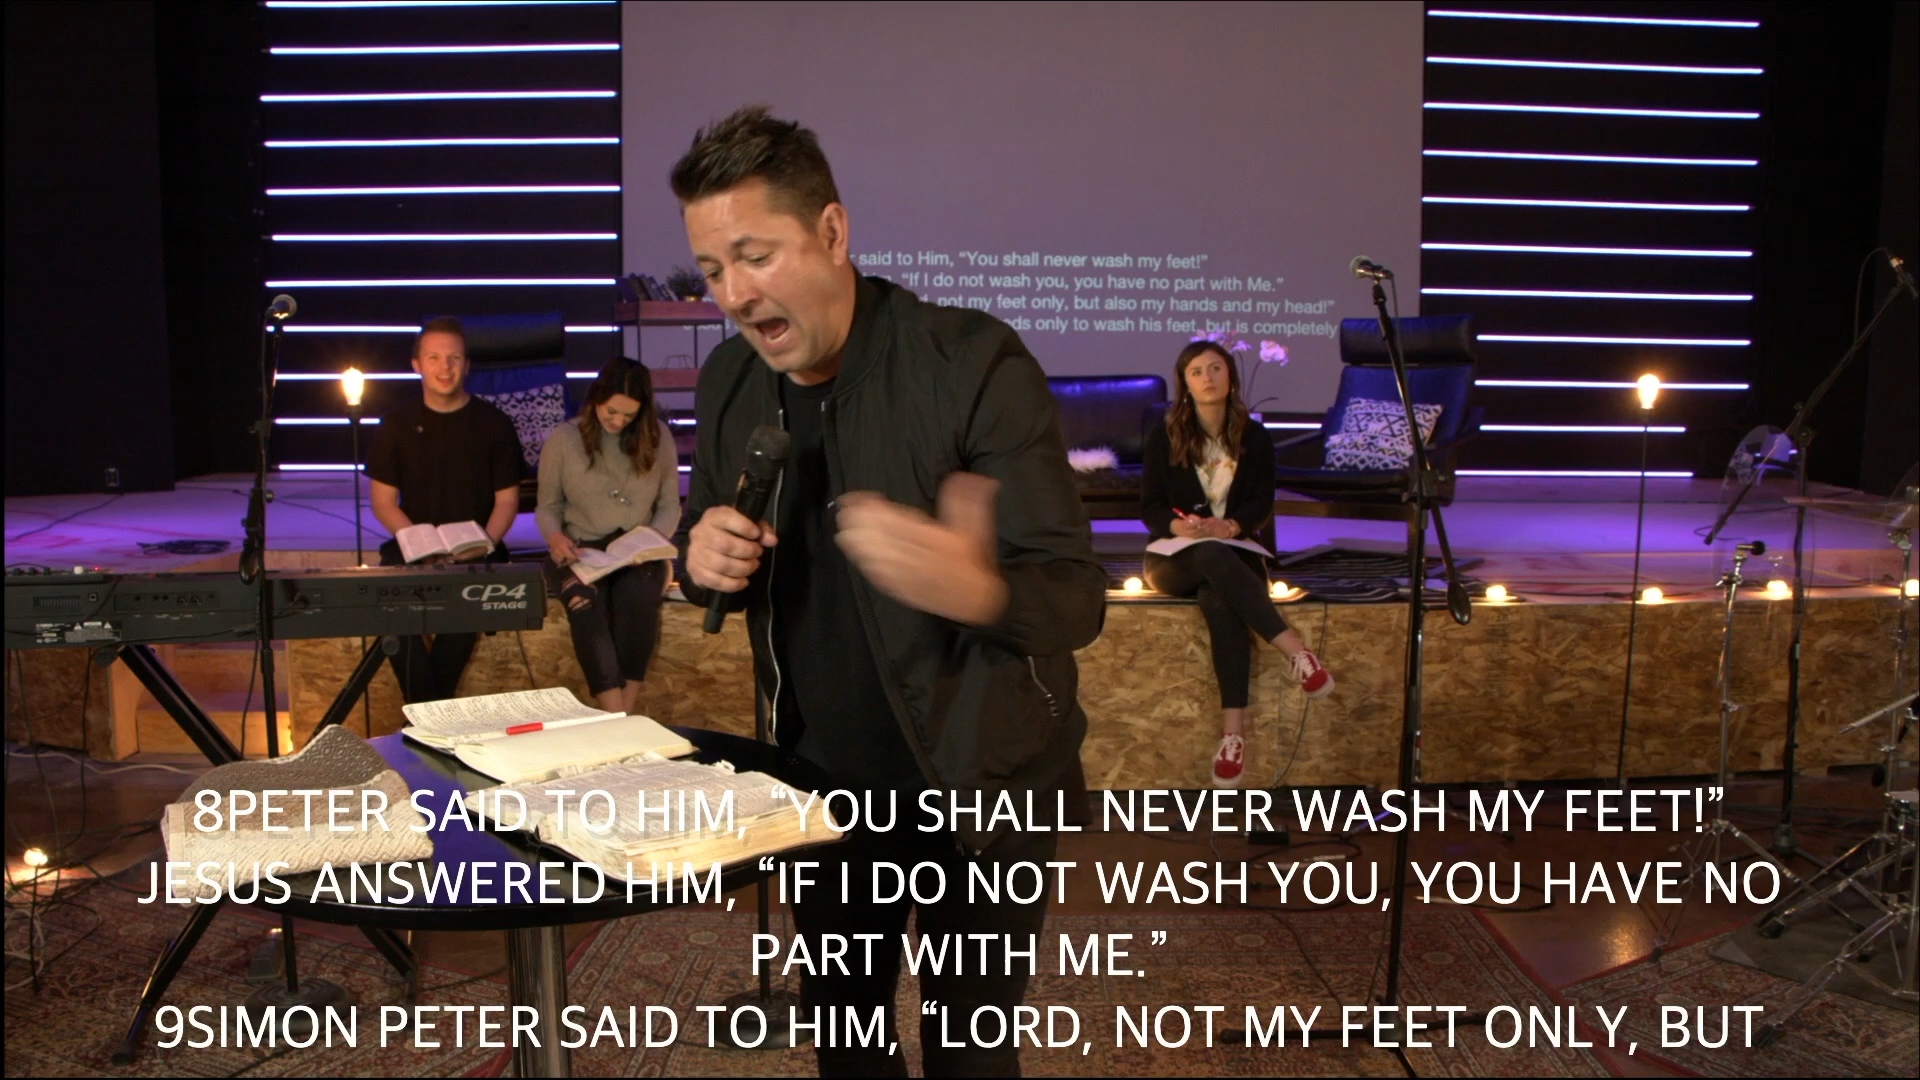 said to Him, “You shall never wash my feet!”
“If I do not wash you, you have no part with Me.”
not my feet only, but also my hands and my head!”
only to wash his feet, but is completely
CP4
STAGE
8PETER SAID TO HIM, “YOU SHALL NEVER WASH MY FEET!”
JESUS ANSWERED HIM, “IF I DO NOT WASH YOU, YOU HAVE NO
PART WITH ME.”
9SIMON PETER SAID TO HIM, “LORD, NOT MY FEET ONLY, BUT